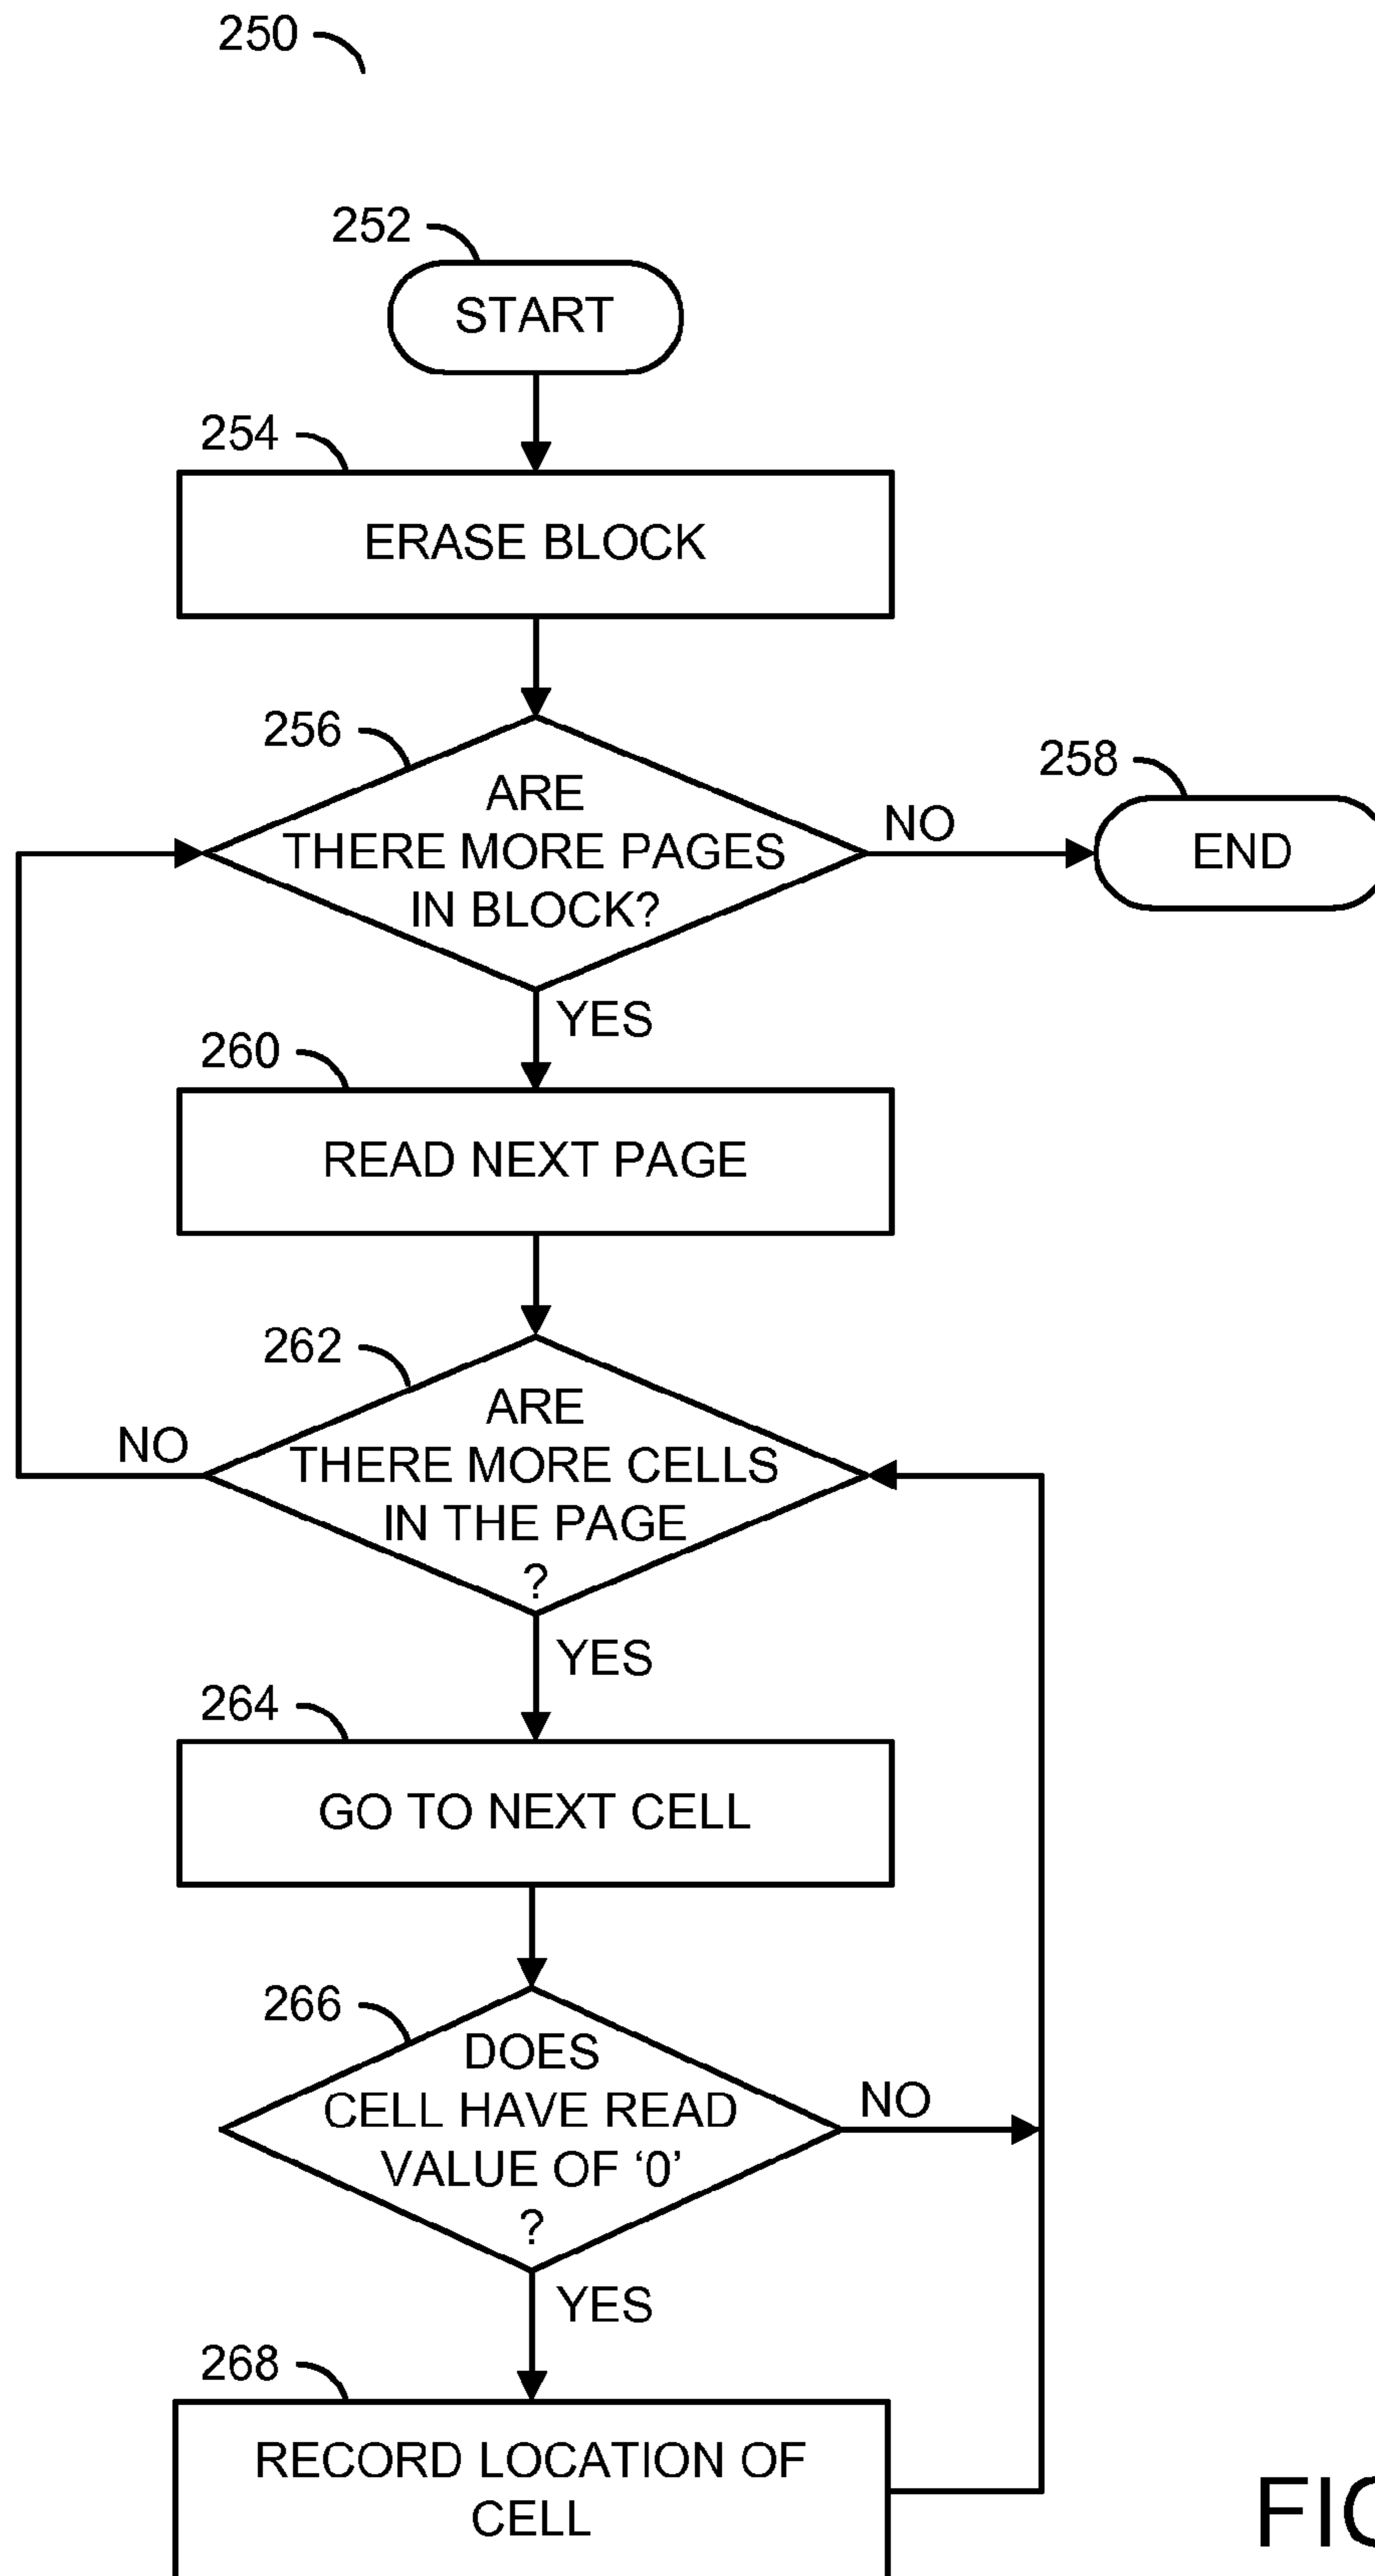 250
252
START
254
ERASE BLOCK
256
ARE
THERE MORE PAGES
IN BLOCK?
NO
258
END
YES
260
READ NEXT PAGE
262
ARE
THERE MORE CELLS
IN THE PAGE
?
NO
YES
264
GO TO NEXT CELL
266
DOES
CELL HAVE READ
VALUE OF ‘0’
?
NO
YES
268
RECORD LOCATION OF
CELL